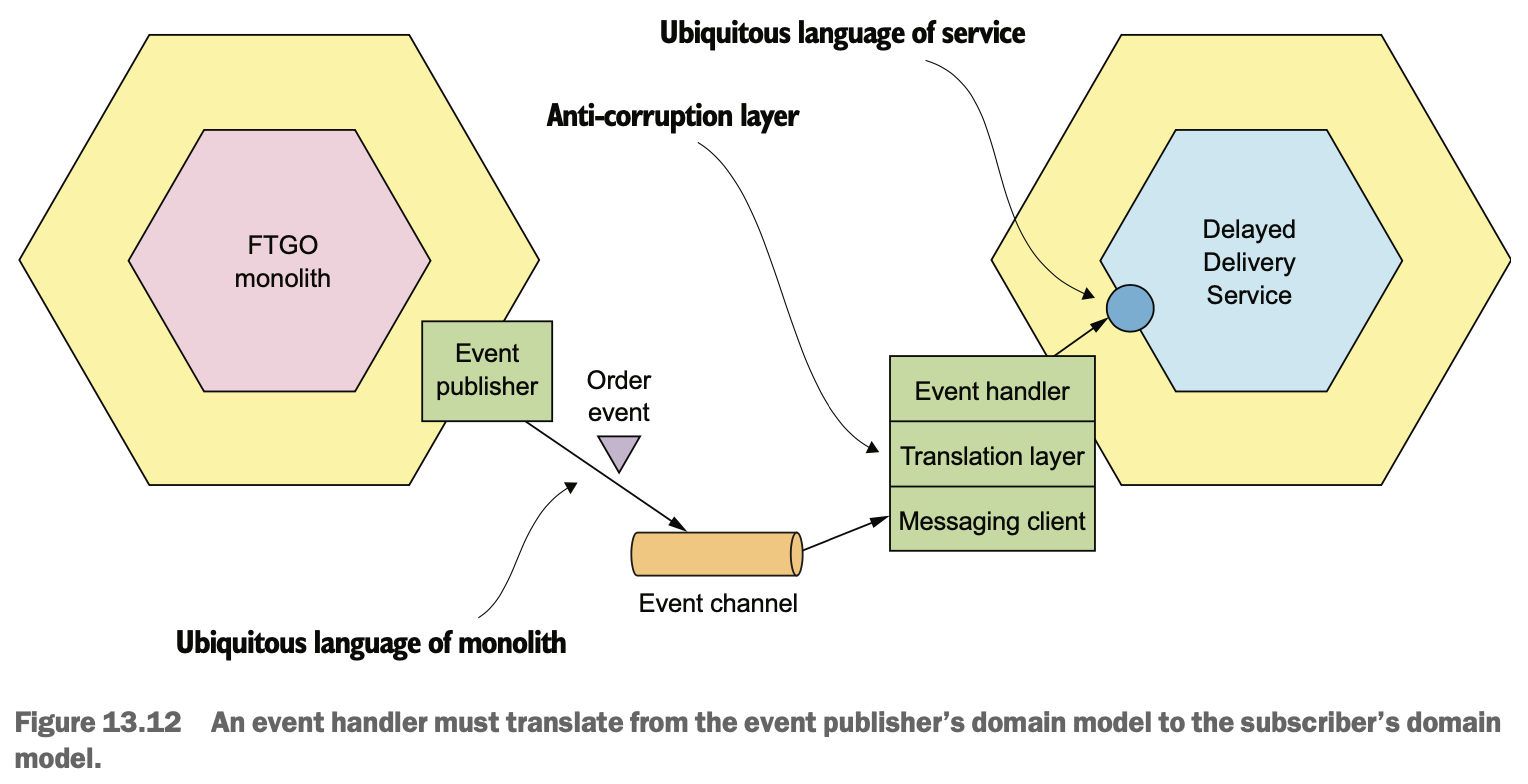 Ubiquitous language of service
Anti-corruption layer
FTGO
monolith
Delayed
Delivery
Service
Event
publisher
Order
event
Event handler
Translation layer
Messaging client
Event channel
Ubiquitous language of monolith
Figure 13.12 An event handler must translate from the event publisher’s domain model to the subscriber’s domain
model.